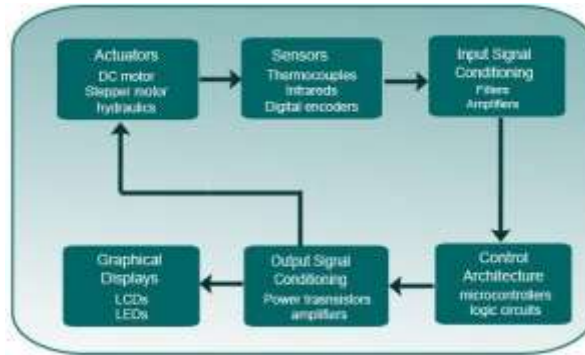 Actuators
DC motor
Stepper motor
hydraulics
Sensors
Thermocouples
Infrareds
Digital encoders
Input Signal
Conditioning
Filters
Amplifiers
Graphical
Displays
LCDs
LEDs
Output Signal
Conditioning
Power transistors
amplifiers
Control
Architecture
microcontrollers
logic circuits